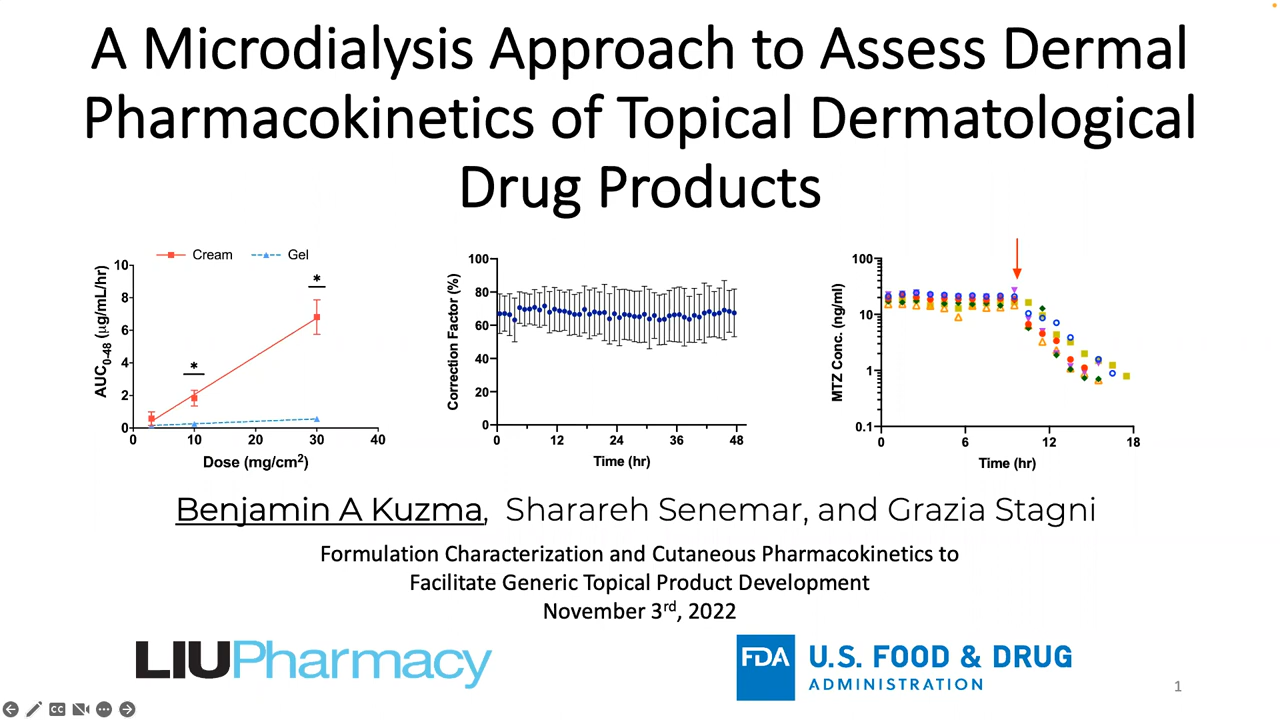 A Microdialysis Approach to Assess Dermal
Pharmacokinetics of Topical Dermatological
Drug Products
Cream Gel
AUC0-48 (µg/mL/hr)
10
8
6
4
2
0
* *
0 10 20 30 40
Dose (mg/cm2)
Correction Factor (%)
100
80
60
40
20
0
0 12 24 36 48
Time (hr)
MTZ Conc. (ng/ml)
100
10
1
0.1
0 6 12 18
Time (hr)
Benjamin A Kuzma, Sharareh Senemar, and Grazia Stagni
Formulation Characterization and Cutaneous Pharmacokinetics to
Facilitate Generic Topical Product Development
November 3rd, 2022
LIUPharmacy
FDA U.S. FOOD & DRUG
ADMINISTRATION
1
CC